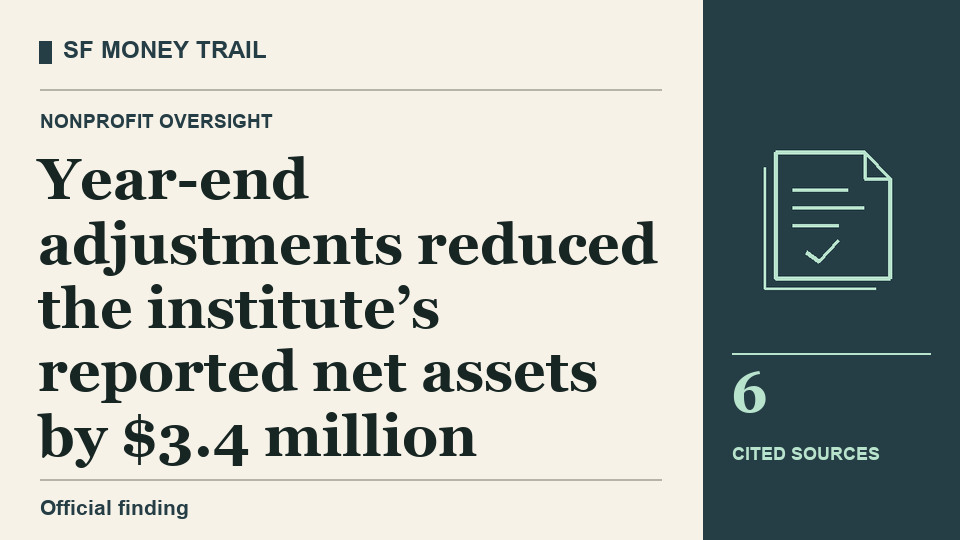 SF MONEY TRAIL
NONPROFIT OVERSIGHT
Year-end
adjustments reduced
the institute’s
reported net assets
by $3.4 million
Official finding
6
CITED SOURCES